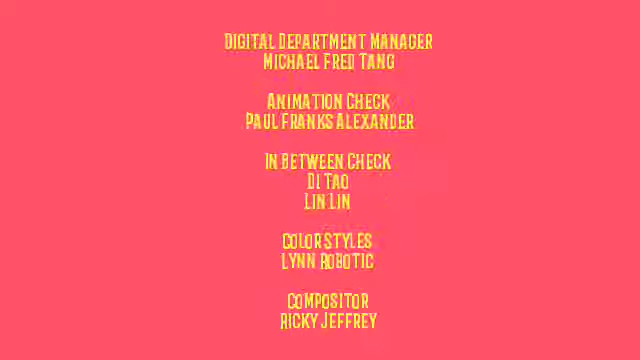 Digital Department Manager
Michael Fred Tang
Animation Check
Paul Franks Alexander
In Between Check
Di Tao
Lin Lin
Color Styles
Lynn Robotic
Compositor
Ricky Jeffrey